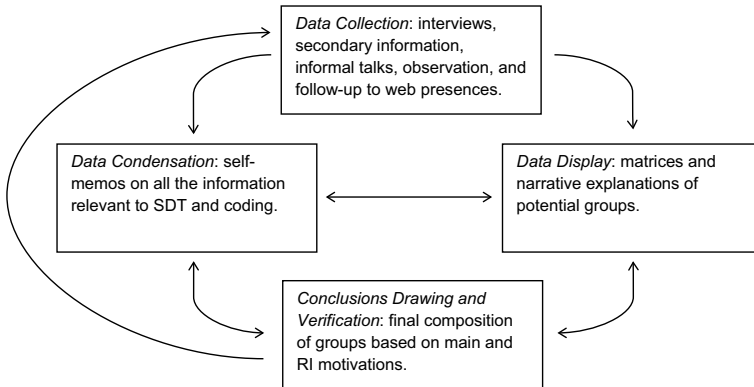 Data Collection: interviews,
secondary information,
informal talks, observation, and
follow-up to web presences.
Data Condensation: self-
memos on all the information
relevant to SDT and coding.
Data Display: matrices and
narrative explanations of
potential groups.
Conclusions Drawing and
Verification: final composition
of groups based on main and
RI motivations.